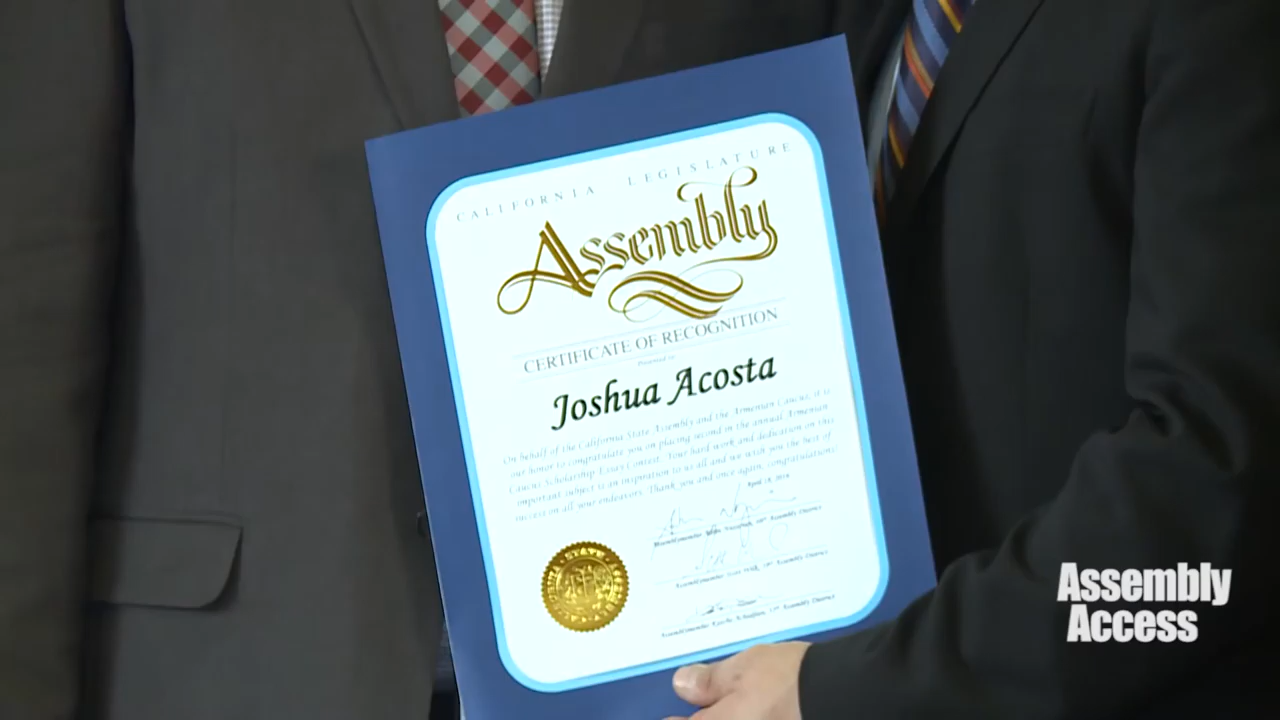 CALIFORNIA LEGISLATURE
Assembly
CERTIFICATE OF RECOGNITION
Presented to
Joshua Acosta
On behalf of the California State Assembly and the Armenian Caucus, it is
our honor to congratulate you on placing second in the annual Armenian
Caucus Scholarship Essay Contest. Your hard work and dedication on this
important subject is an inspiration to us all and we wish you the best of
success on all your endeavors. Thank you and once again, congratulations
Assembly
Access